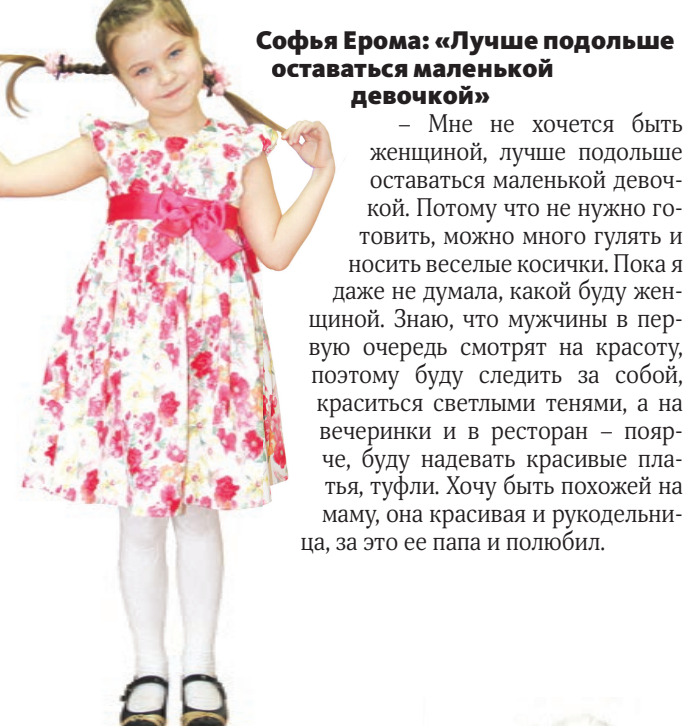 Софья Ерома: «Лучше подольше
оставаться маленькой
девочкой»
– Мне не хочется быть
женщиной, лучше подольше
оставаться маленькой девоч-
кой. Потому что не нужно го-
товить, можно много гулять и
носить веселые косички. Пока я
даже не думала, какой буду жен-
щиной. Знаю, что мужчины в пер-
вую очередь смотрят на красоту,
поэтому буду следить за собой,
краситься светлыми тенями, а на
вечеринки и в ресторан – пояр-
че, буду надевать красивые пла-
тья, туфли. Хочу быть похожей на
маму, она красивая и рукодельни-
ца, за это ее папа и полюбил.